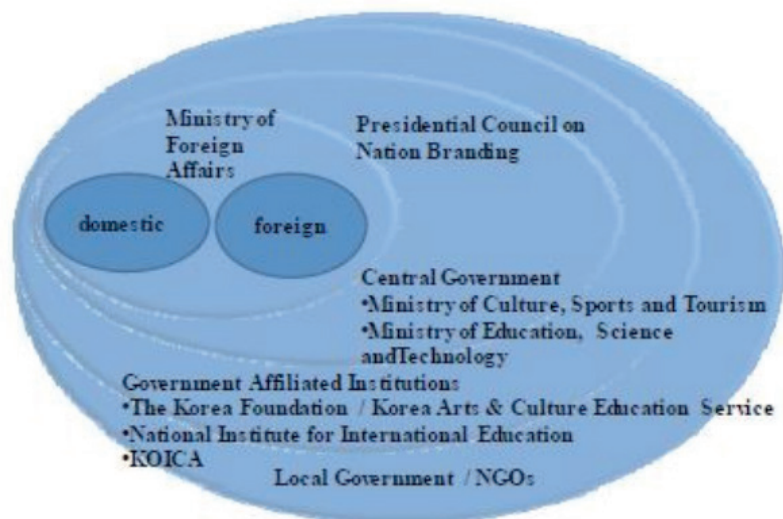 Ministry of
Foreign
Affairs
Presidential Council on
Nation Branding
domestic
foreign
Central Government
•Ministry of Culture, Sports and Tourism
•Ministry of Education, Science
andTechnology
Government Affiliated Institutions
•The Korea Foundation / Korea Arts & Culture Education Service
•National Institute for International Education
•KOICA
Local Government / NGOs